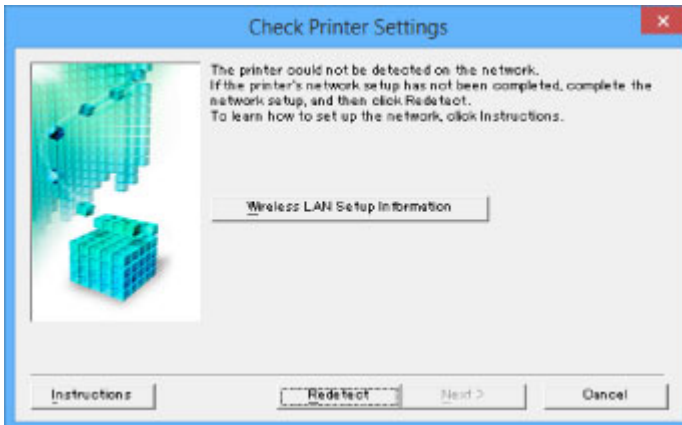 Check Printer Settings
The printer could not be detected on the network.
If the printer's network setup has not been completed, complete the
network setup, and then click Redetect.
To learn how to set up the network, click Instructions.
Wireless LAN Setup Information
Instructions
Redetect
Next >
Cancel